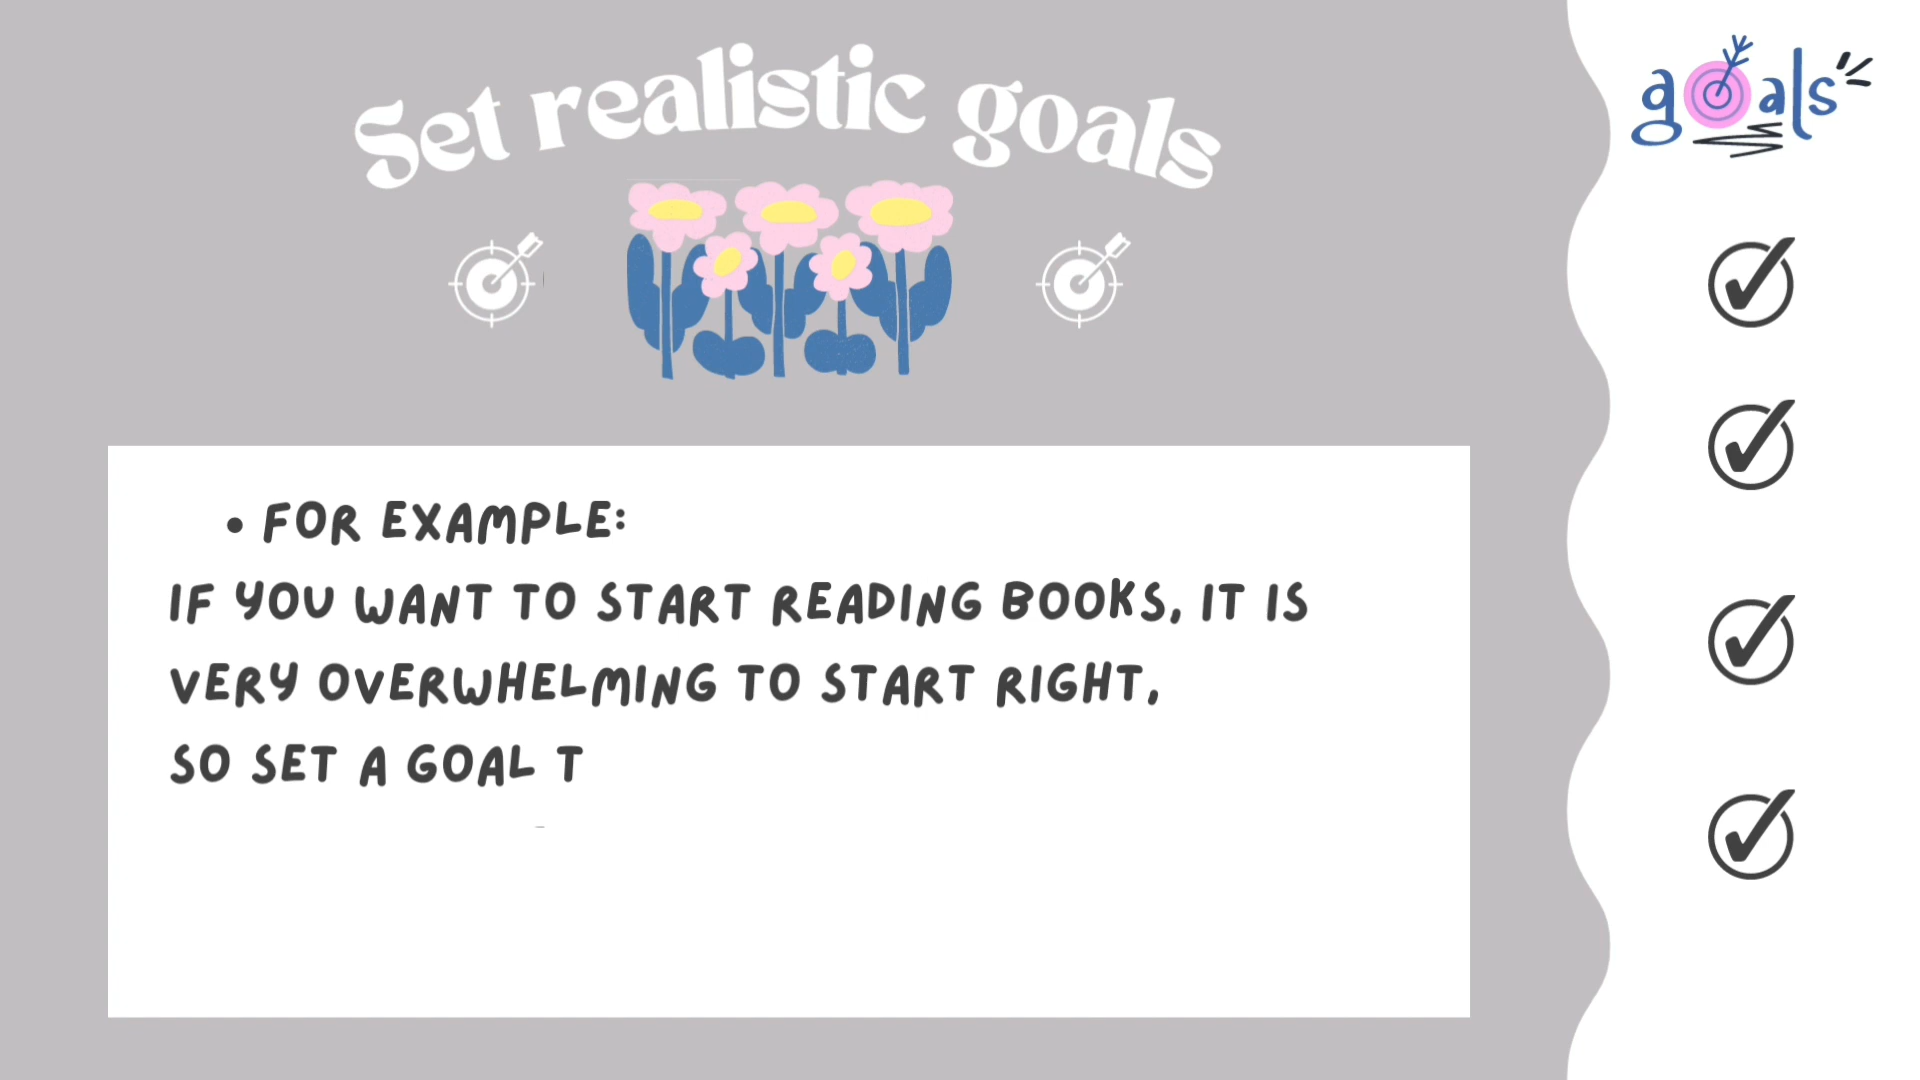 Set realistic goals
goals
• FOR EXAMPLE:
IF YOU WANT TO START READING BOOKS, IT IS
VERY OVERWHELMING TO START RIGHT,
SO SET A GOAL T